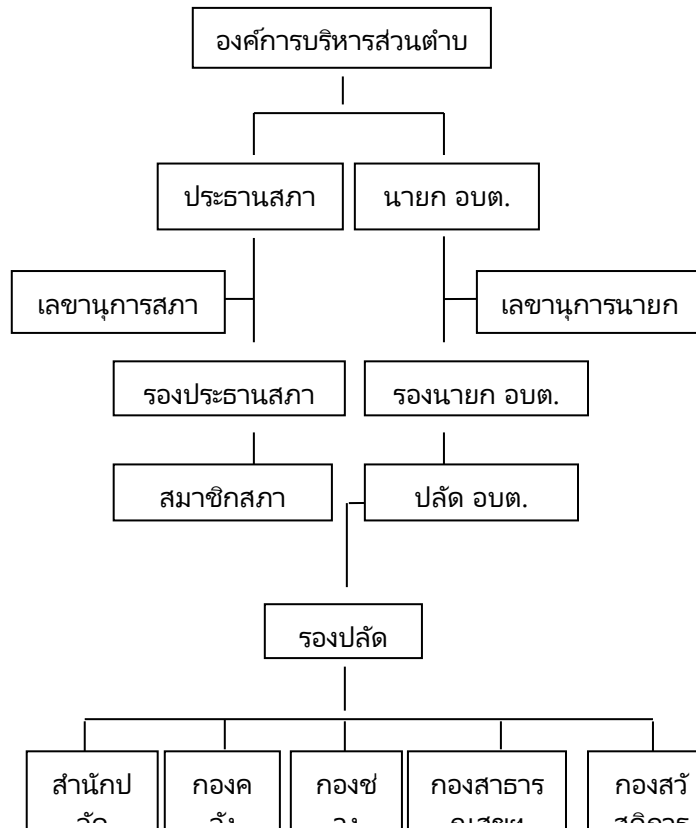 องค์การบริหารส่วนตำบ
ประธานสภา
นายก อบต.
เลขานุการสภา
เลขานุการนายก
รองประธานสภา
รองนายก อบต.
สมาชิกสภา
ปลัด อบต.
รองปลัด
สำนักป
กองค
กองช่
กองสาธาร
กองสวั